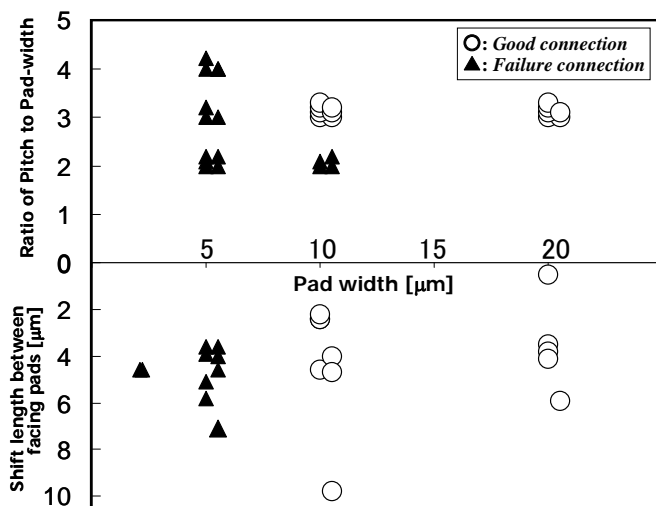 5
4
3
2
1
0
2
4
6
8
10
Ratio of Pitch to Pad-width
Shift length between
facing pads [μm]
○: Good connection
▲: Failure connection
5 10 15 20
Pad width [μm]